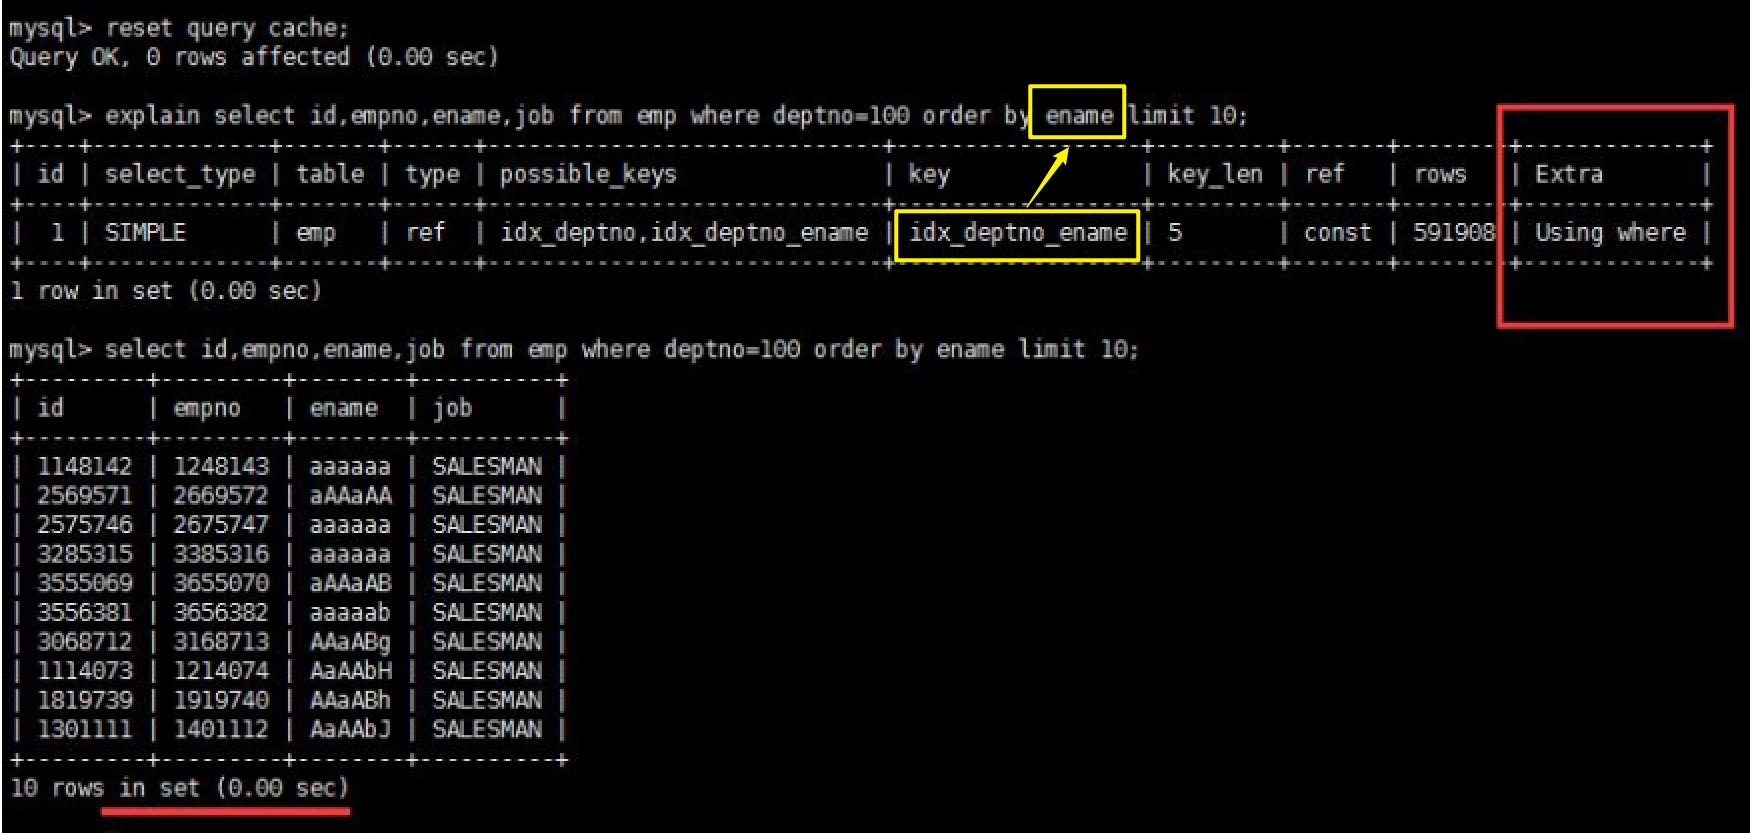 mysql> reset query cache;
Query OK, 0 rows affected (0.00 sec)
mysql> explain select id,empno,ename,job from emp where deptno=100 order by ename limit 10;
+----+-------------+-------+------+-----------------------------+------------------+---------+-------+--------+-------------+
| id | select_type | table | type | possible_keys | key | key_len | ref | rows | Extra |
+----+-------------+-------+------+-----------------------------+------------------+---------+-------+--------+-------------+
| 1 | SIMPLE | emp | ref | idx_deptno,idx_deptno_ename | idx_deptno_ename | 5 | const | 591908 | Using where |
+----+-------------+-------+------+-----------------------------+------------------+---------+-------+--------+-------------+
1 row in set (0.00 sec)
mysql> select id,empno,ename,job from emp where deptno=100 order by ename limit 10;
+---------+---------+--------+----------+
| id | empno | ename | job |
+---------+---------+--------+----------+
| 1148142 | 1248143 | aaaaaa | SALESMAN |
| 2569571 | 2669572 | aAAaAA | SALESMAN |
| 2575746 | 2675747 | aaaaaa | SALESMAN |
| 3285315 | 3385316 | aaaaaa | SALESMAN |
| 3555069 | 3655070 | aAAaAB | SALESMAN |
| 3556381 | 3656382 | aaaaab | SALESMAN |
| 3068712 | 3168713 | AAaABg | SALESMAN |
| 1114073 | 1214074 | AaAAbH | SALESMAN |
| 1819739 | 1919740 | AAaABh | SALESMAN |
| 1301111 | 1401112 | AaAAbJ | SALESMAN |
+---------+---------+--------+----------+
10 rows in set (0.00 sec)